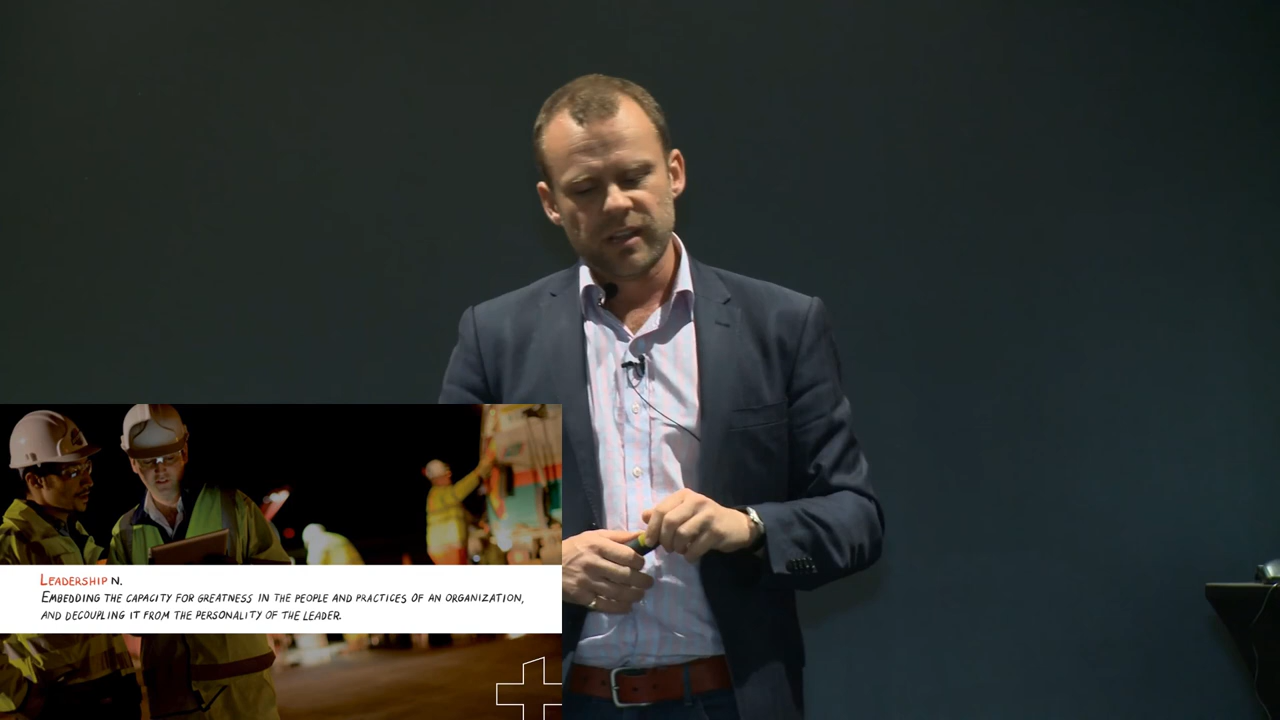 LEADERSHIP N.
EMBEDDING THE CAPACITY FOR GREATNESS IN THE PEOPLE AND PRACTICES OF AN ORGANIZATION,
AND DECOUPLING IT FROM THE PERSONALITY OF THE LEADER.